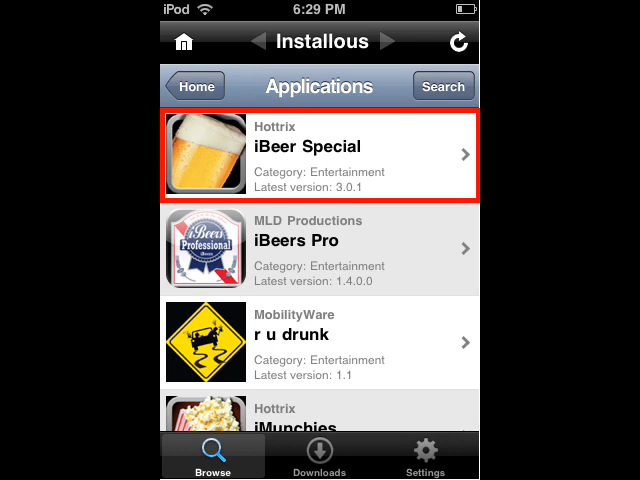 iPod 6:29 PM
Installous
Home Applications Search
Hottrix
iBeer Special
Category: Entertainment
Latest version: 3.0.1
MLD Productions
iBeers Pro
Category: Entertainment
Latest version: 1.4.0.0
iBeers
Professional
MobilityWare
r u drunk
Category: Entertainment
Latest version: 1.1
Hottrix
iMunchies
Browse Downloads Settings